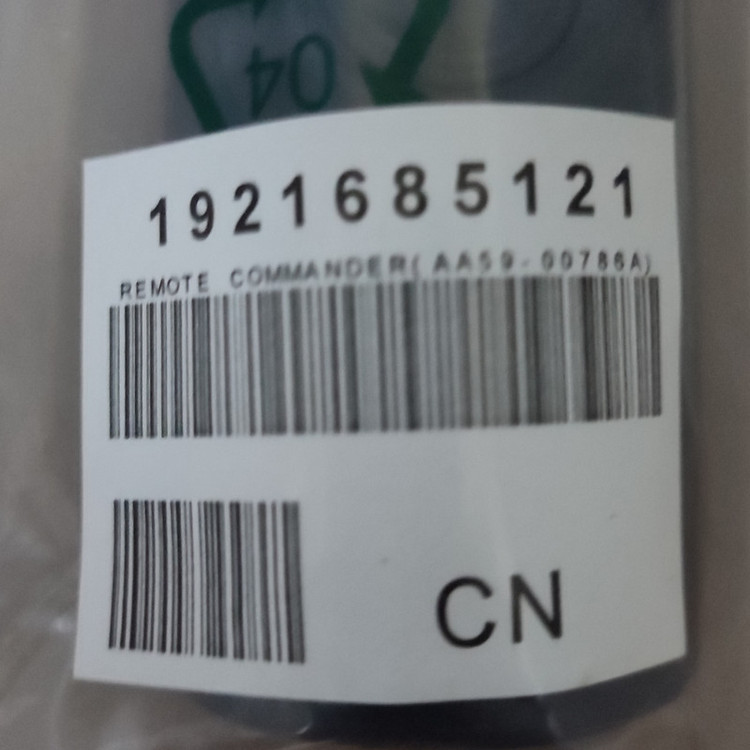 04
1921685121
REMOTE COMMANDER(AA59-00786A)
CN